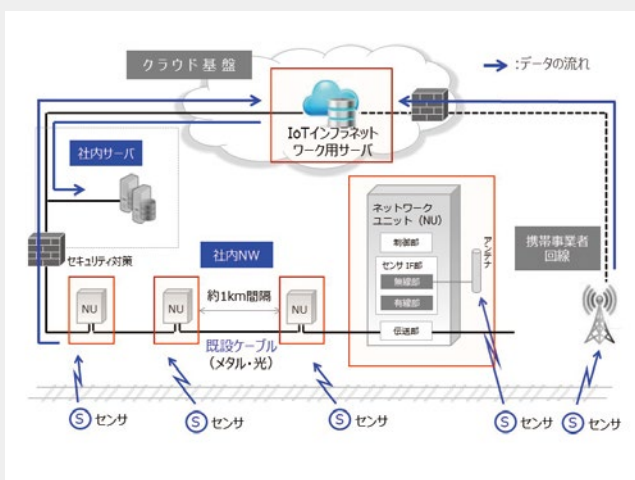 クラウド基盤
:データの流れ
IoTインフラネット
ワーク用サーバ
社内サーバ
セキュリティ対策
社内NW
ネットワーク
ユニット（NU）
制御部
センサIF部
無線部
有線部
伝送部
アンテナ
携帯事業者
回線
NU
NU
約1km間隔
NU
既設ケーブル
（メタル・光）
S センサ
S センサ
S センサ
S センサ
S センサ